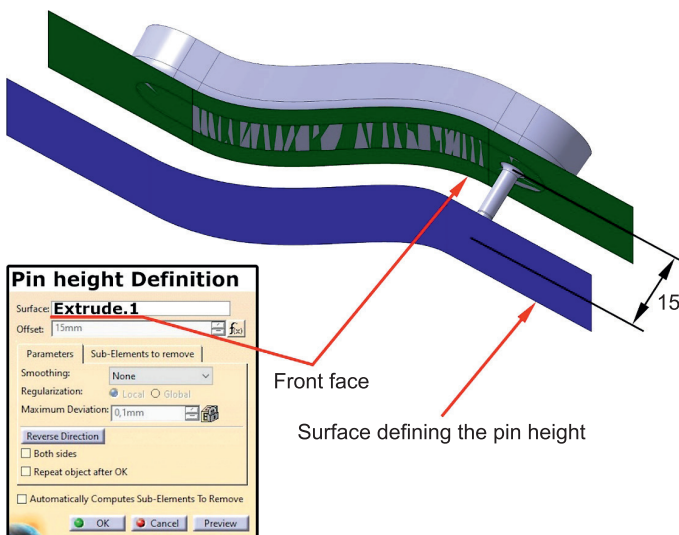 15
Pin height Definition
Surface: Extrude.1
Offset: 15mm
f(x)
Parameters Sub-Elements to remove
Smoothing: None
Regularization: Local Global
Maximum Deviation: 0,1mm
Reverse Direction
Both sides
Repeat object after OK
Automatically Computes Sub-Elements To Remove
OK Cancel Preview
Front face
Surface defining the pin height